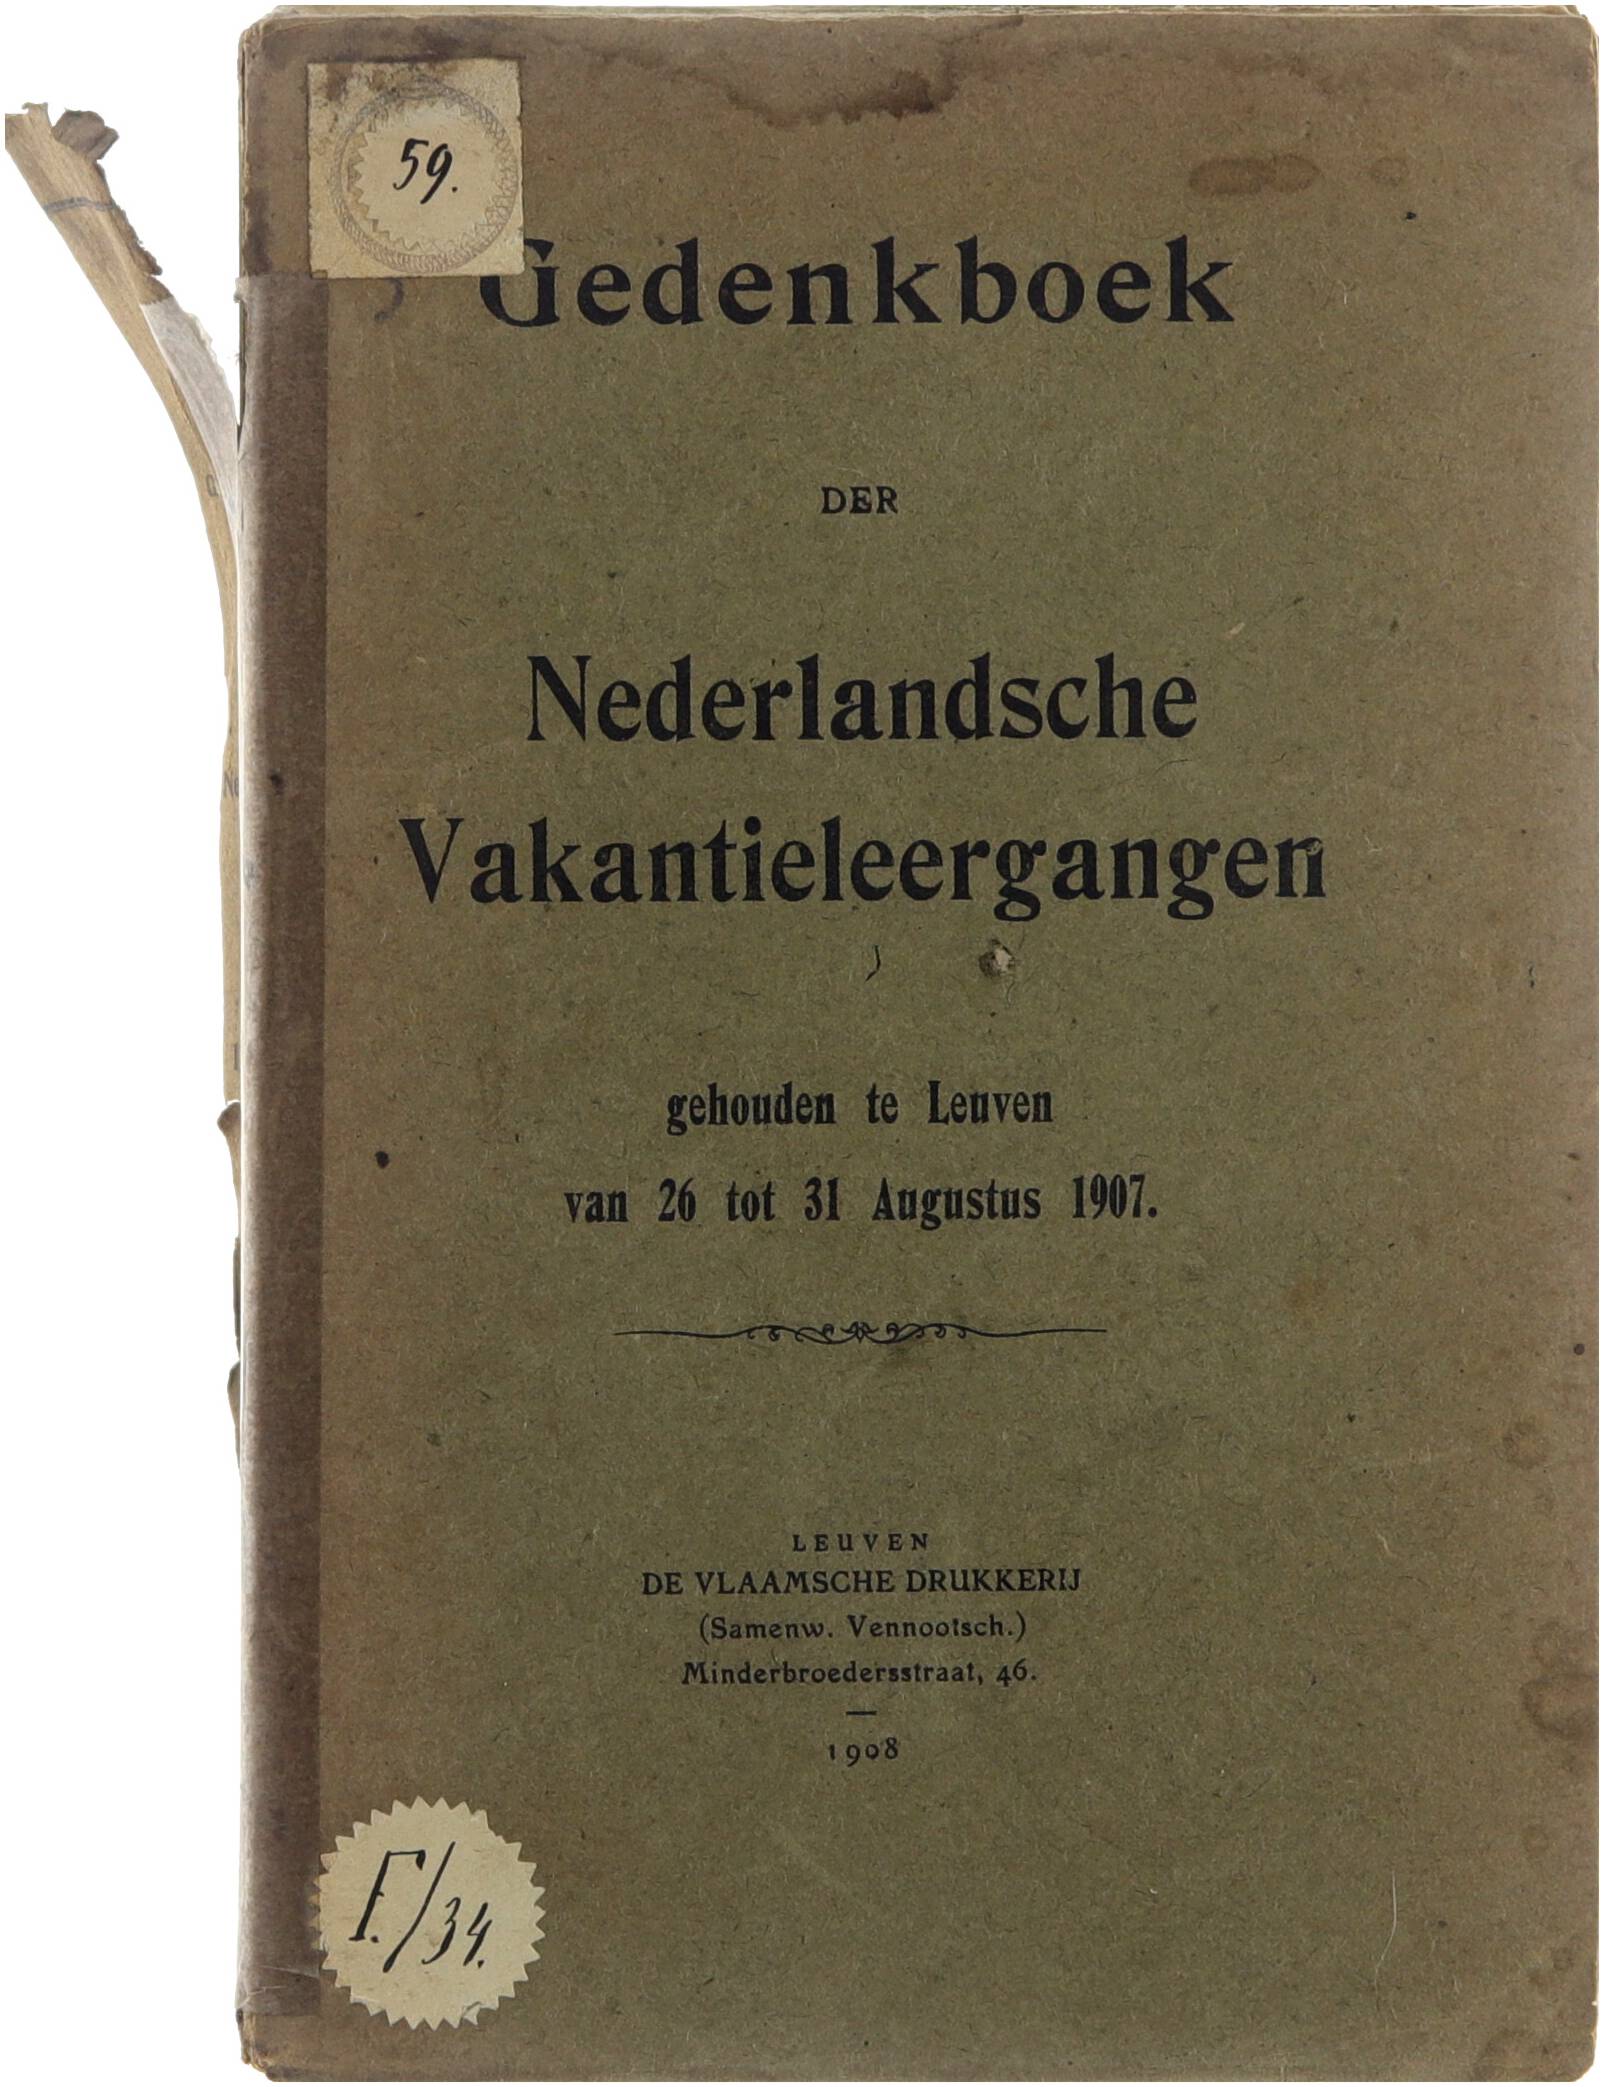 59.
Gedenkboek
DER
Nederlandsche
Vakantieleergangen
gehouden te Leuven
van 26 tot 31 Augustus 1907.
LEUVEN
DE VLAAMSCHE DRUKKERIJ
(Samenw. Vennootsch.)
Minderbroedersstraat, 46.
1908
F./34.